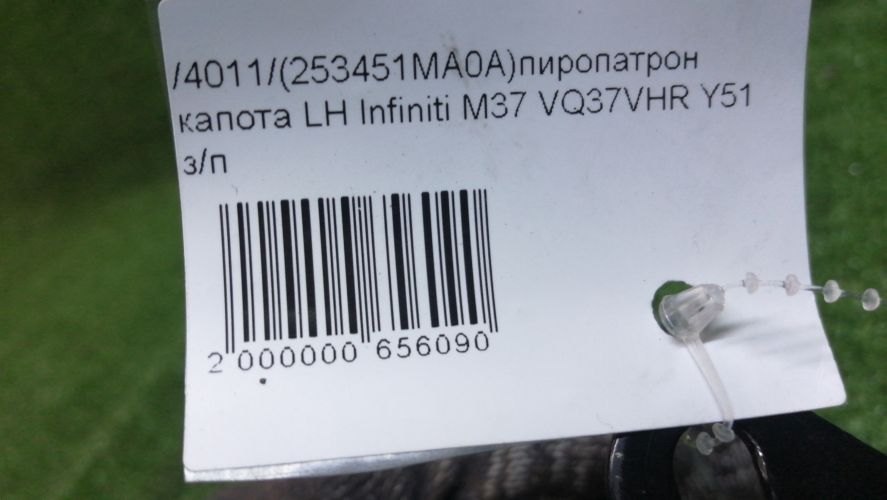 /4011/(253451MA0A)пиропатрон
капота LH Infiniti M37 VQ37VHR Y51
з/п
2 000000 656090